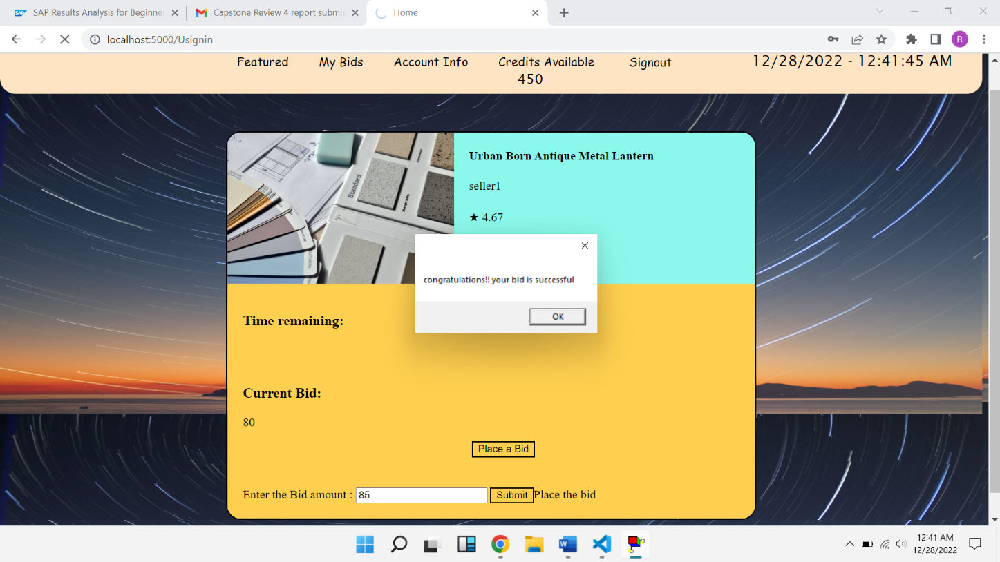 SAP Results Analysis for Beginner
Capstone Review 4 report submis
Home
localhost:5000/Usignin
R
Featured
My Bids
Account Info
Credits Available
450
Signout
12/28/2022 - 12:41:45 AM
Standard
Urban Born Antique Metal Lantern
seller1
★ 4.67
congratulations!! your bid is successful
OK
Time remaining:
Current Bid:
80
Place a Bid
Enter the Bid amount : 85 Submit Place the bid
12:41 AM
12/28/2022